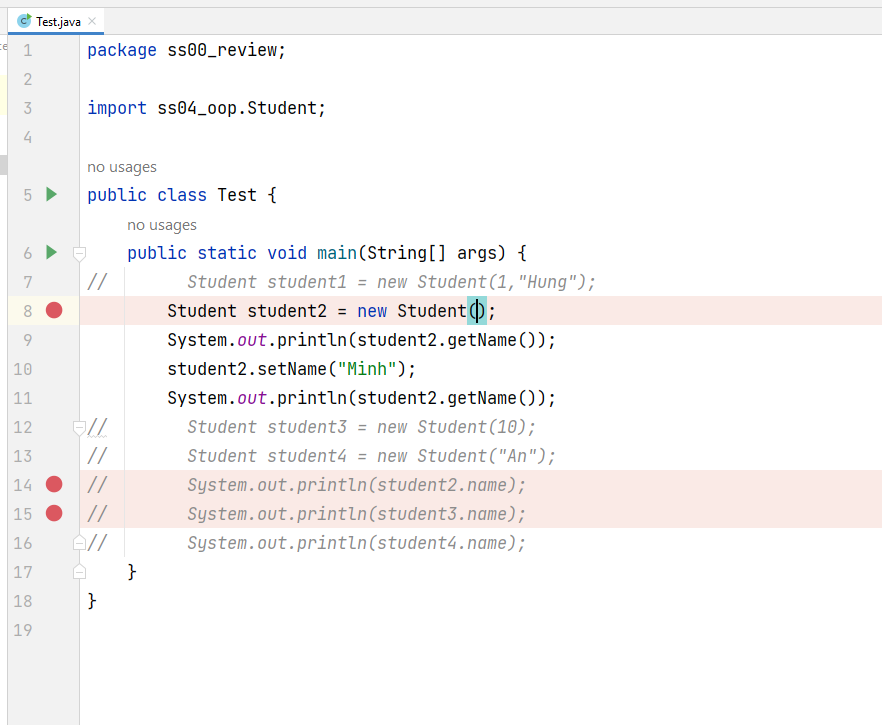 Test.java
1 package ss00_review;
2
3 import ss04_oop.Student;
4
no usages
5 public class Test {
no usages
6 public static void main(String[] args) {
7 // Student student1 = new Student(1,"Hung");
8 Student student2 = new Student();
9 System.out.println(student2.getName());
10 student2.setName("Minh");
11 System.out.println(student2.getName());
12 // Student student3 = new Student(10);
13 // Student student4 = new Student("An");
14 // System.out.println(student2.name);
15 // System.out.println(student3.name);
16 // System.out.println(student4.name);
17 }
18 }
19